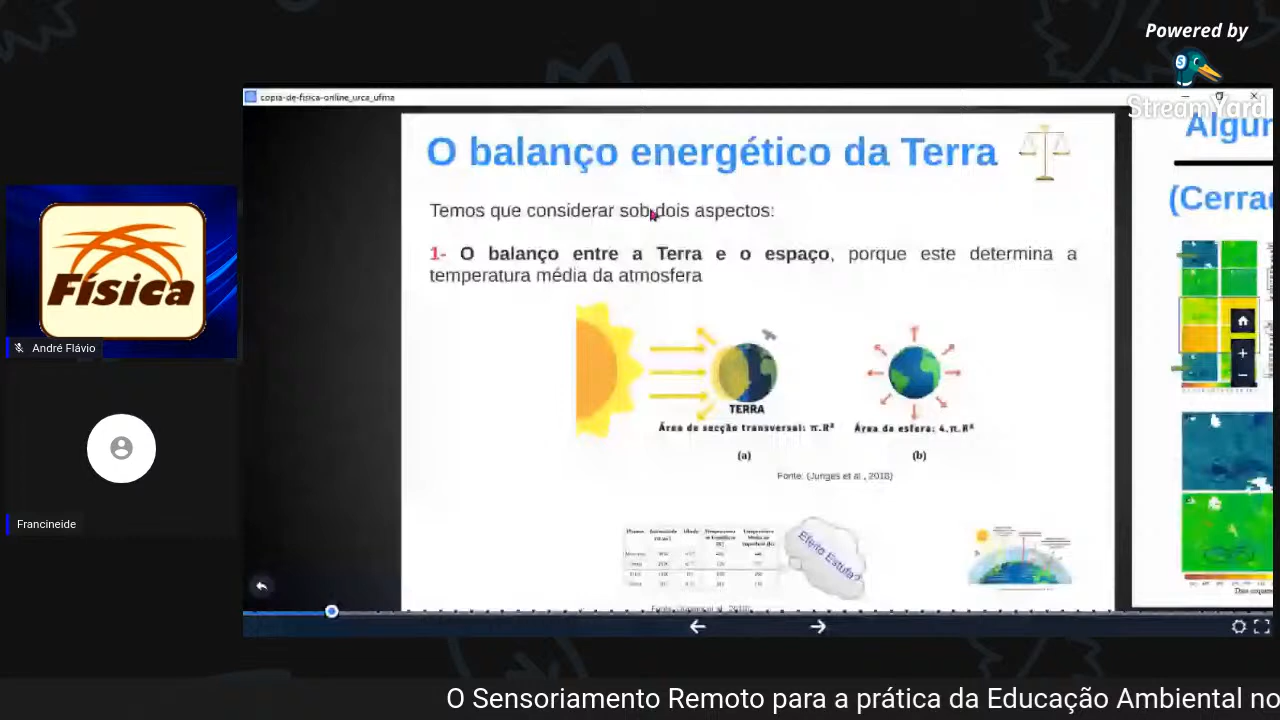 Powered by
StreamYard
copia-de-fisica-online_urca_ufma
O balanço energético da Terra
Temos que considerar sob dois aspectos:
1- O balanço entre a Terra e o espaço, porque este determina a
temperatura média da atmosfera
TERRA
Área de secção transversal: π.R²
Área da esfera: 4.π.R²
(a)
(b)
Fonte: (Junges et al., 2018)
Efeito Estufa?
Algun
(Cerrad
Física
André Flávio
Francineide
O Sensoriamento Remoto para a prática da Educação Ambiental no